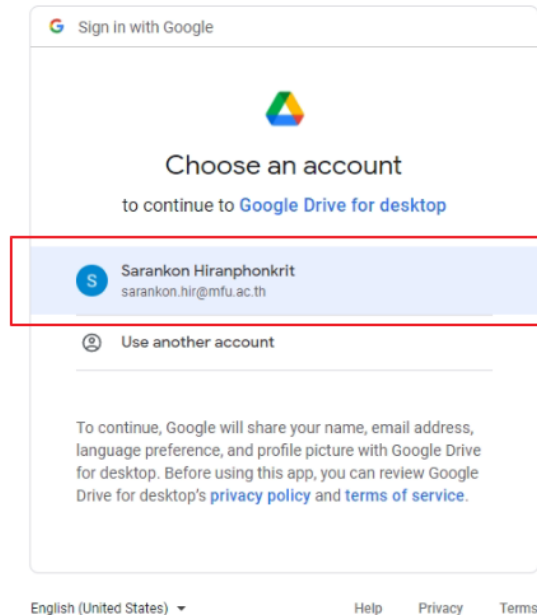 Sign in with Google
Choose an account
to continue to Google Drive for desktop
S
Sarankon Hiranphonkrit
sarankon.hir@mfu.ac.th
Use another account
To continue, Google will share your name, email address,
language preference, and profile picture with Google Drive
for desktop. Before using this app, you can review Google
Drive for desktop's privacy policy and terms of service.
English (United States) Help Privacy Terms